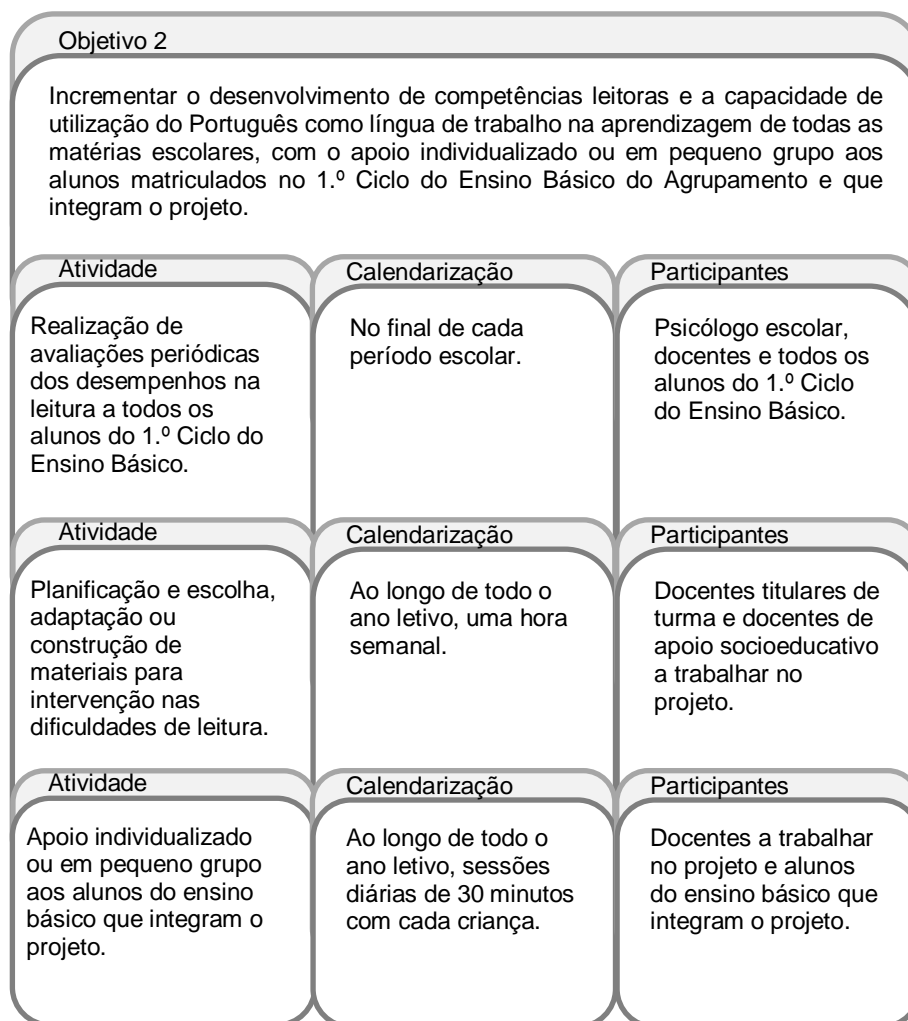 Objetivo 2
Incrementar o desenvolvimento de competências leitoras e a capacidade de
utilização do Português como língua de trabalho na aprendizagem de todas as
matérias escolares, com o apoio individualizado ou em pequeno grupo aos
alunos matriculados no 1.º Ciclo do Ensino Básico do Agrupamento e que
integram o projeto.
Atividade
Realização de
avaliações periódicas
dos desempenhos na
leitura a todos os
alunos do 1.º Ciclo do
Ensino Básico.
Calendarização
No final de cada
período escolar.
Participantes
Psicólogo escolar,
docentes e todos os
alunos do 1.º Ciclo
do Ensino Básico.
Atividade
Planificação e escolha,
adaptação ou
construção de
materiais para
intervenção nas
dificuldades de leitura.
Calendarização
Ao longo de todo o
ano letivo, uma hora
semanal.
Participantes
Docentes titulares de
turma e docentes de
apoio socioeducativo
a trabalhar no
projeto.
Atividade
Apoio individualizado
ou em pequeno grupo
aos alunos do ensino
básico que integram o
projeto.
Calendarização
Ao longo de todo o
ano letivo, sessões
diárias de 30 minutos
com cada criança.
Participantes
Docentes a trabalhar
no projeto e alunos
do ensino básico que
integram o projeto.